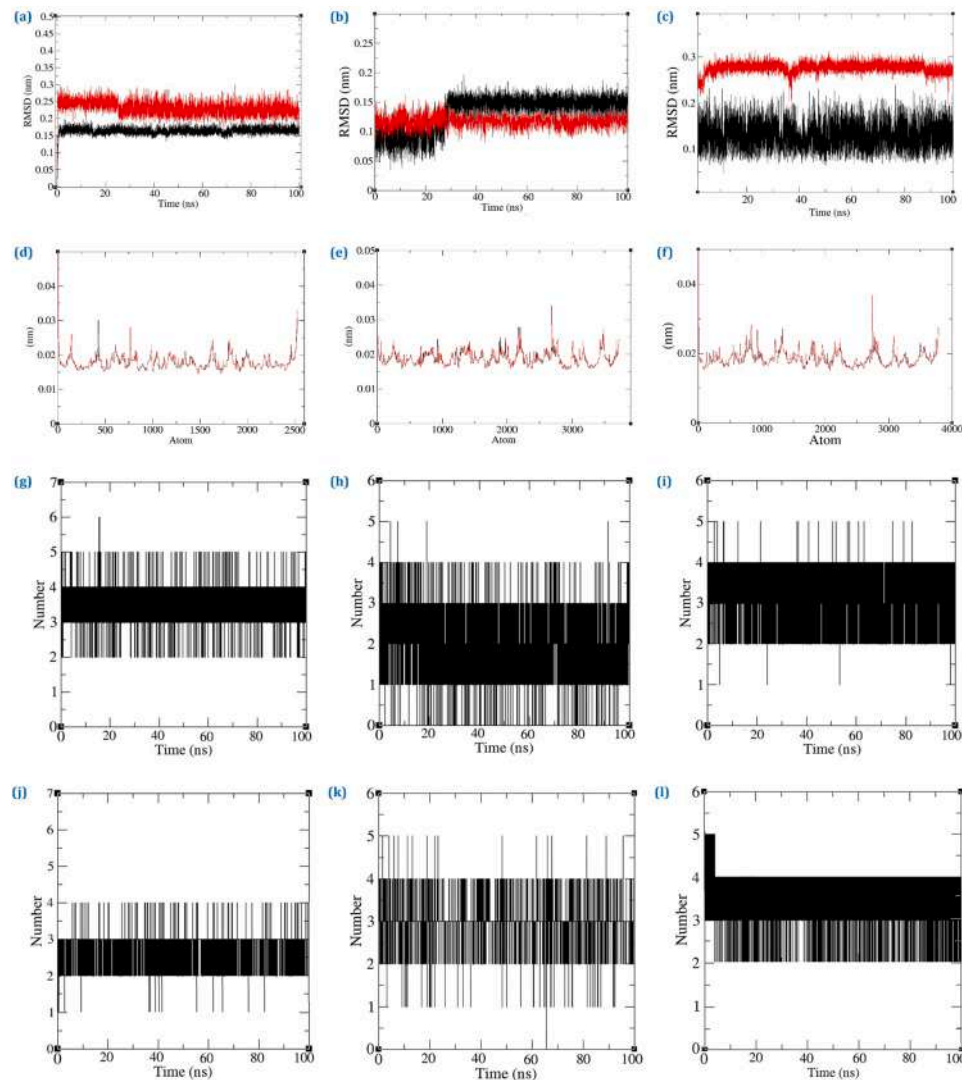 (a)
0.5
0.45
0.4
0.35
0.3
0.25
0.2
0.15
0.1
0.05
0
RMSD (nm)
0 20 40 60 80 100
Time (ns)
(b)
0.25
0.2
0.15
0.1
0.05
0
RMSD (nm)
0 20 40 60 80 100
Time (ns)
(c)
0.3
0.2
0.1
RMSD (nm)
20 40 60 80 100
Time (ns)
(d)
0.04
0.03
0.02
0.01
0
(nm)
0 500 1000 1500 2000 2500
Atom
(e)
0.05
0.04
0.03
0.02
0.01
0
(nm)
0 1000 2000 3000
Atom
(f)
0.04
0.02
0
(nm)
0 1000 2000 3000 4000
Atom
(g)
7
6
5
4
3
2
1
0
Number
0 20 40 60 80 100
Time (ns)
(h)
6
5
4
3
2
1
0
Number
0 20 40 60 80 100
Time (ns)
(i)
6
5
4
3
2
1
0
Number
0 20 40 60 80 100
Time (ns)
(j)
7
6
5
4
3
2
1
0
Number
0 20 40 60 80 100
Time (ns)
(k)
6
5
4
3
2
1
0
Number
0 20 40 60 80 100
Time (ns)
(l)
6
5
4
3
2
1
0
Number
0 20 40 60 80 100
Time (ns)